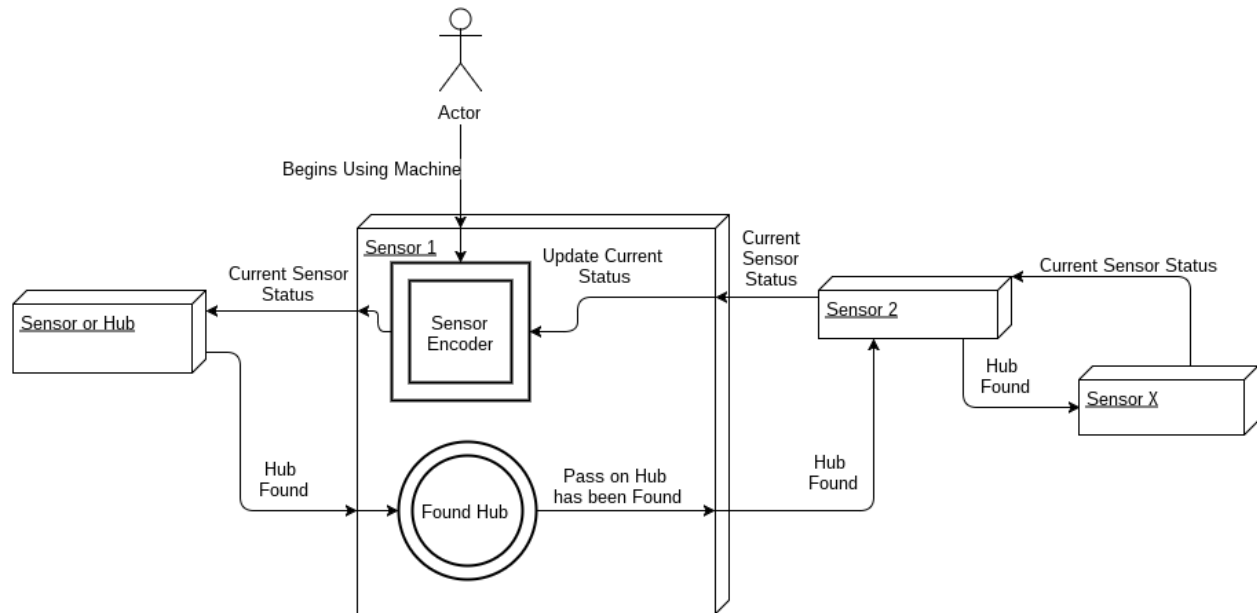 Actor
Begins Using Machine
Sensor 1
Update Current
Status
Current
Sensor
Status
Current Sensor Status
Current Sensor
Status
Sensor or Hub
Sensor
Encoder
Sensor 2
Hub
Found
Sensor X
Hub
Found
Found Hub
Pass on Hub
has been Found
Hub
Found